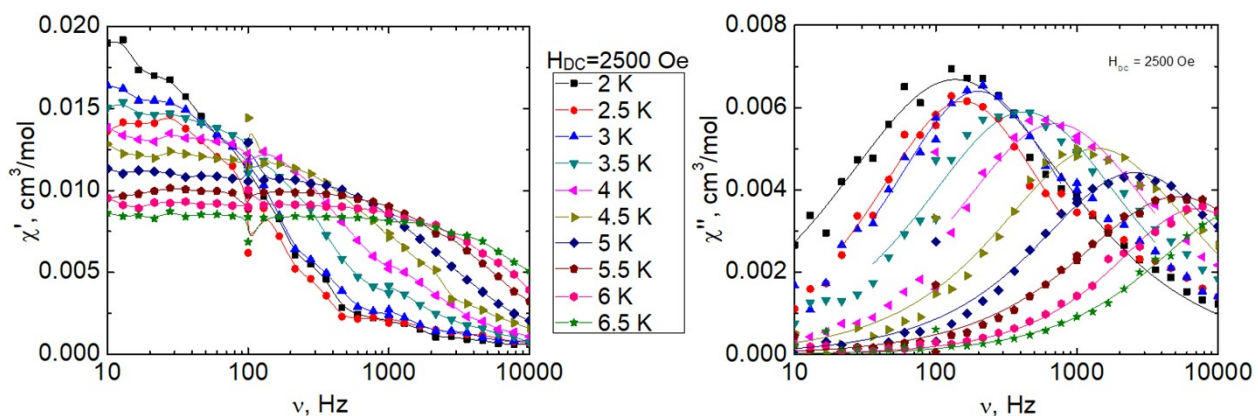 χ', cm³/mol
0.020
0.015
0.010
0.005
0.000
10
100
1000
10000
ν, Hz
H_DC=2500 Oe
2 K
2.5 K
3 K
3.5 K
4 K
4.5 K
5 K
5.5 K
6 K
6.5 K
χ'', cm³/mol
0.008
0.006
0.004
0.002
0.000
10
100
1000
10000
ν, Hz
H_DC = 2500 Oe